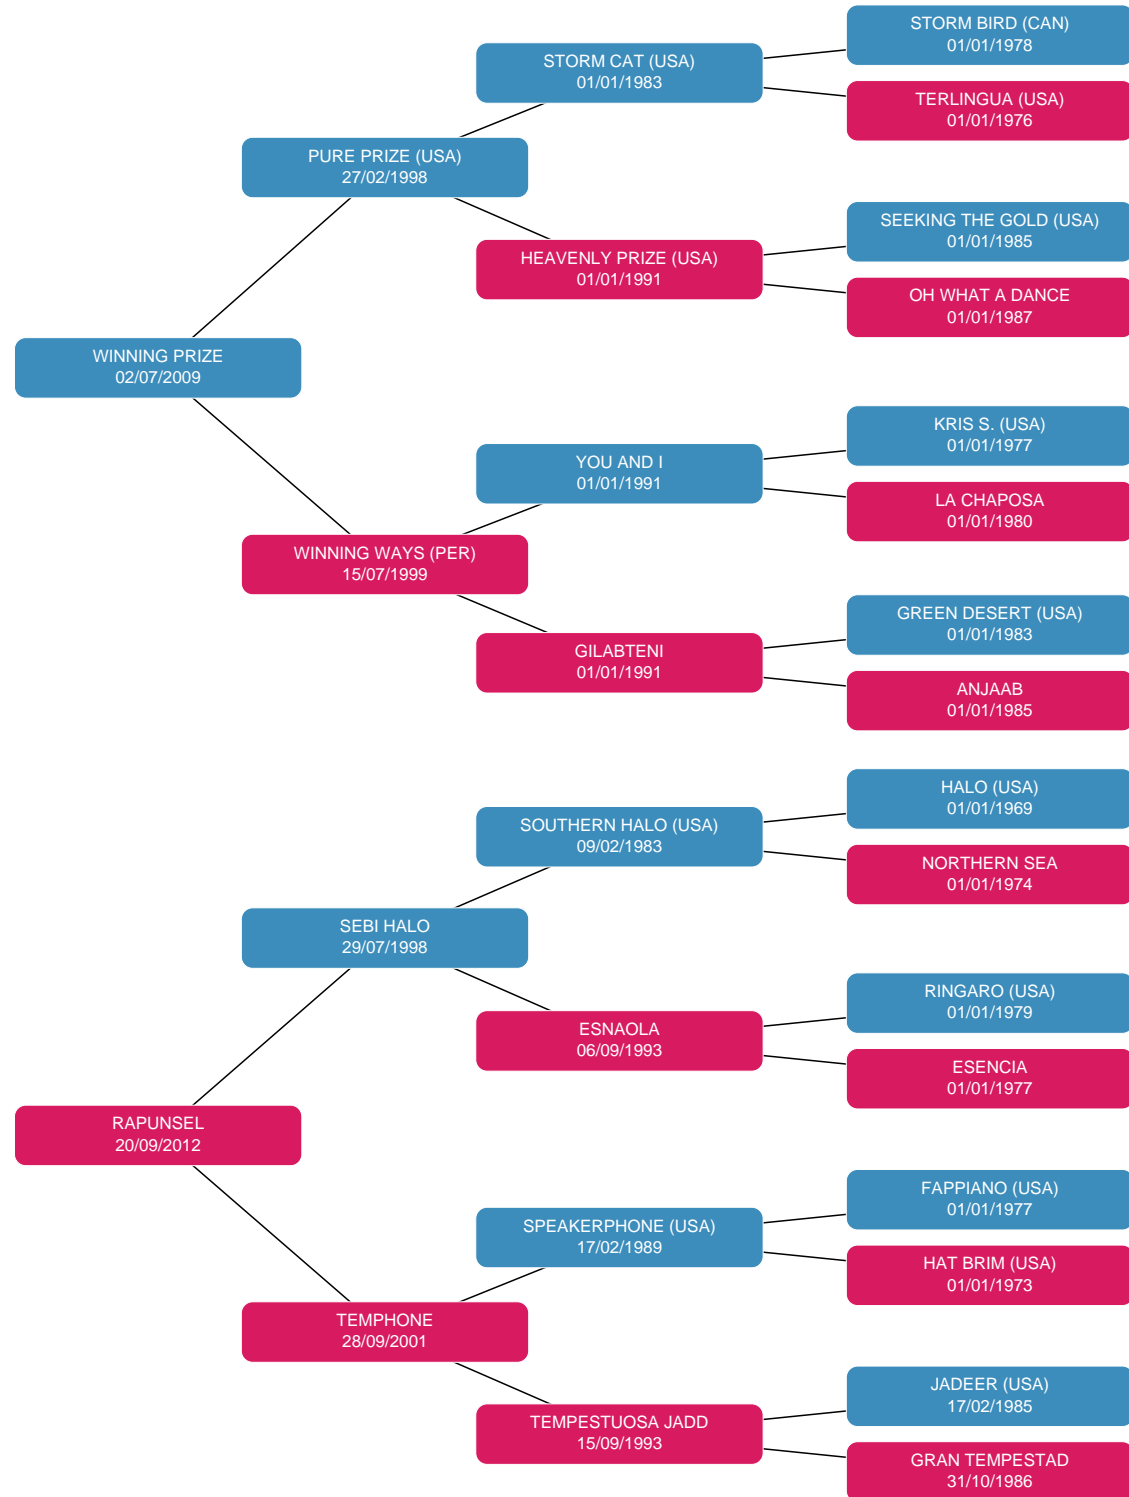 STORM BIRD (CAN)
01/01/1978
STORM CAT (USA)
01/01/1983
TERLINGUA (USA)
01/01/1976
PURE PRIZE (USA)
27/02/1998
SEEKING THE GOLD (USA)
01/01/1985
HEAVENLY PRIZE (USA)
01/01/1991
OH WHAT A DANCE
01/01/1987
WINNING PRIZE
02/07/2009
KRIS S. (USA)
01/01/1977
YOU AND I
01/01/1991
LA CHAPOSA
01/01/1980
WINNING WAYS (PER)
15/07/1999
GREEN DESERT (USA)
01/01/1983
GILABTENI
01/01/1991
ANJAAB
01/01/1985
HALO (USA)
01/01/1969
SOUTHERN HALO (USA)
09/02/1983
NORTHERN SEA
01/01/1974
SEBI HALO
29/07/1998
RINGARO (USA)
01/01/1979
ESNAOLA
06/09/1993
ESENCIA
01/01/1977
RAPUNSEL
20/09/2012
FAPPIANO (USA)
01/01/1977
SPEAKERPHONE (USA)
17/02/1989
HAT BRIM (USA)
01/01/1973
TEMPHONE
28/09/2001
JADEER (USA)
17/02/1985
TEMPESTUOSA JADD
15/09/1993
GRAN TEMPESTAD
31/10/1986